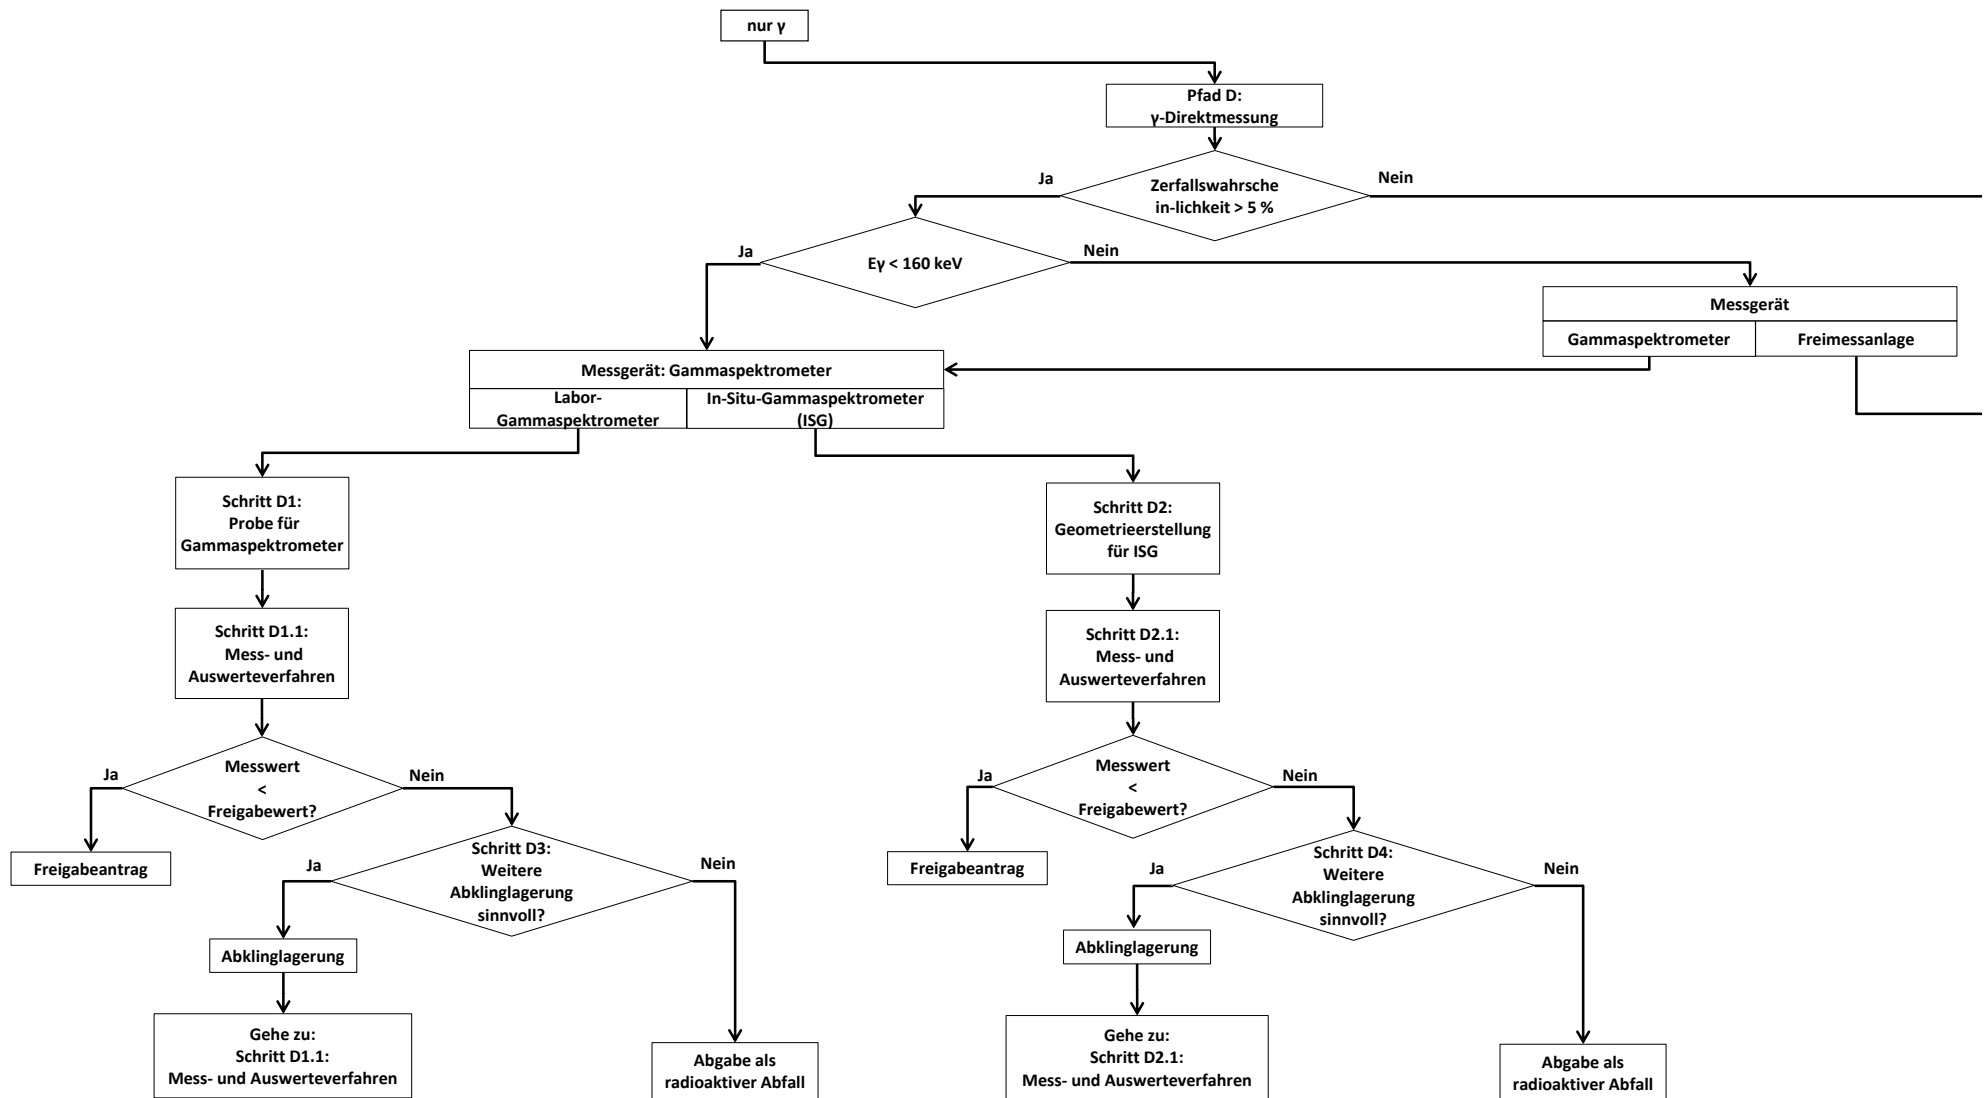 nur γ
Pfad D:
γ-Direktmessung
Ja
Zerfallswahrsche
in-lichkeit > 5 %
Nein
Ja
Eγ < 160 keV
Nein
Messgerät
Gammaspektrometer
Freimessanlage
Messgerät: Gammaspektrometer
Labor-
Gammaspektrometer
In-Situ-Gammaspektrometer
(ISG)
Schritt D1:
Probe für
Gammaspektrometer
Schritt D2:
Geometrieerstellung
für ISG
Schritt D1.1:
Mess- und
Auswerteverfahren
Schritt D2.1:
Mess- und
Auswerteverfahren
Ja
Messwert
<
Freigabewert?
Nein
Ja
Messwert
<
Freigabewert?
Nein
Freigabeantrag
Ja
Schritt D3:
Weitere
Abklinglagerung
sinnvoll?
Nein
Freigabeantrag
Ja
Schritt D4:
Weitere
Abklinglagerung
sinnvoll?
Nein
Abklinglagerung
Abklinglagerung
Gehe zu:
Schritt D1.1:
Mess- und Auswerteverfahren
Abgabe als
radioaktiver Abfall
Gehe zu:
Schritt D2.1:
Mess- und Auswerteverfahren
Abgabe als
radioaktiver Abfall